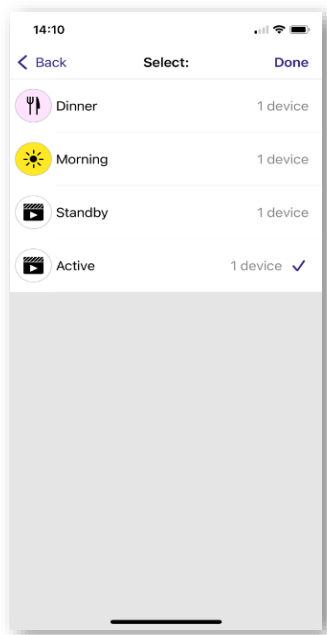 14:10
Back Select: Done
Dinner 1 device
Morning 1 device
Standby 1 device
Active 1 device